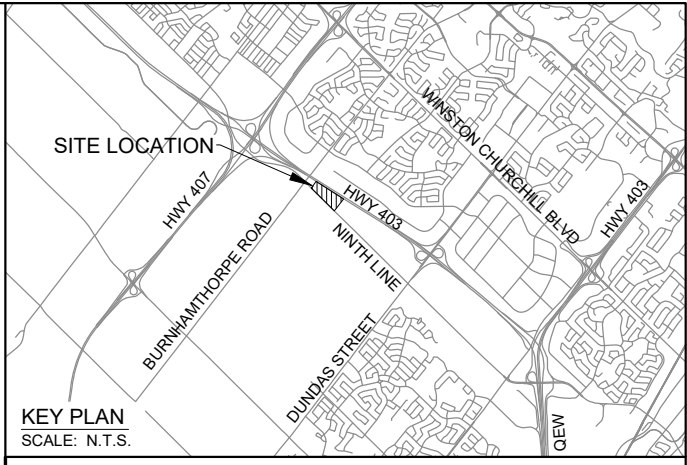 SITE LOCATION
WINSTON CHURCHILL BLVD
HWY 407
HWY 403
HWY 403
BURNHAMTHORPE ROAD
NINTH LINE
DUNDAS STREET
QEW
KEY PLAN
SCALE: N.T.S.